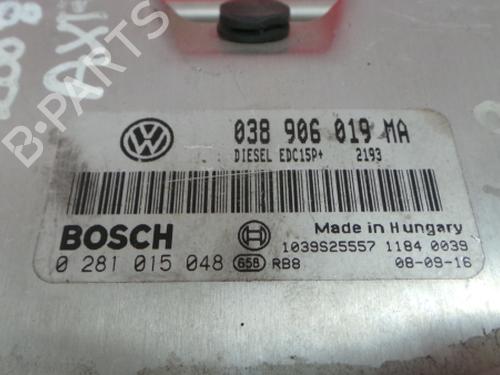 038 906 019 MA
DIESEL EDC15P+ 2193
BOSCH
Made in Hungary
1039S25557 1184 0039
0 281 015 048 658 RB8 08-09-16